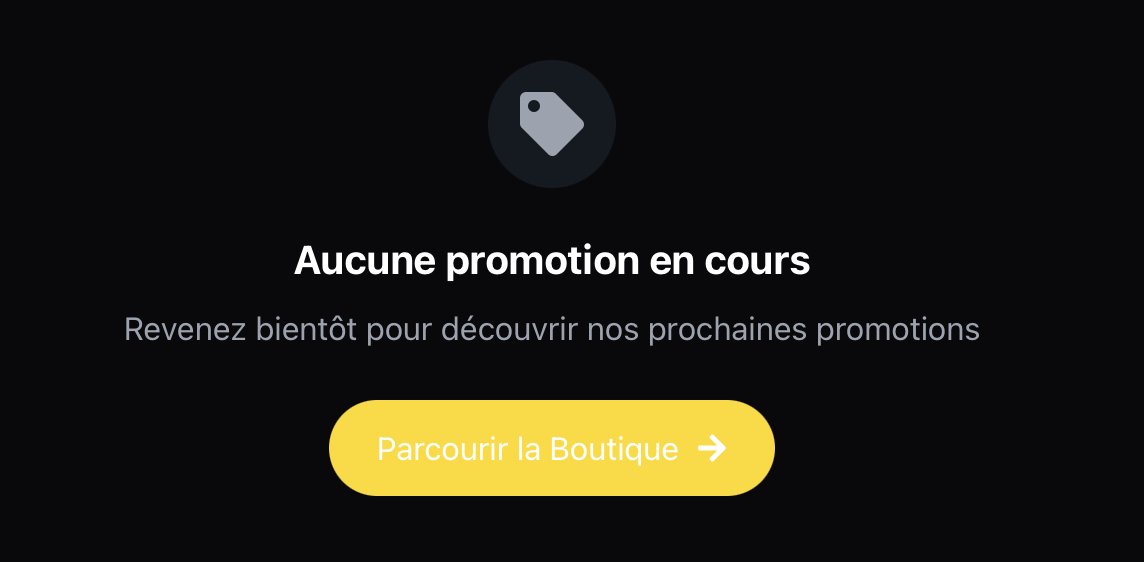 Aucune promotion en cours
Revenez bientôt pour découvrir nos prochaines promotions
Parcourir la Boutique →